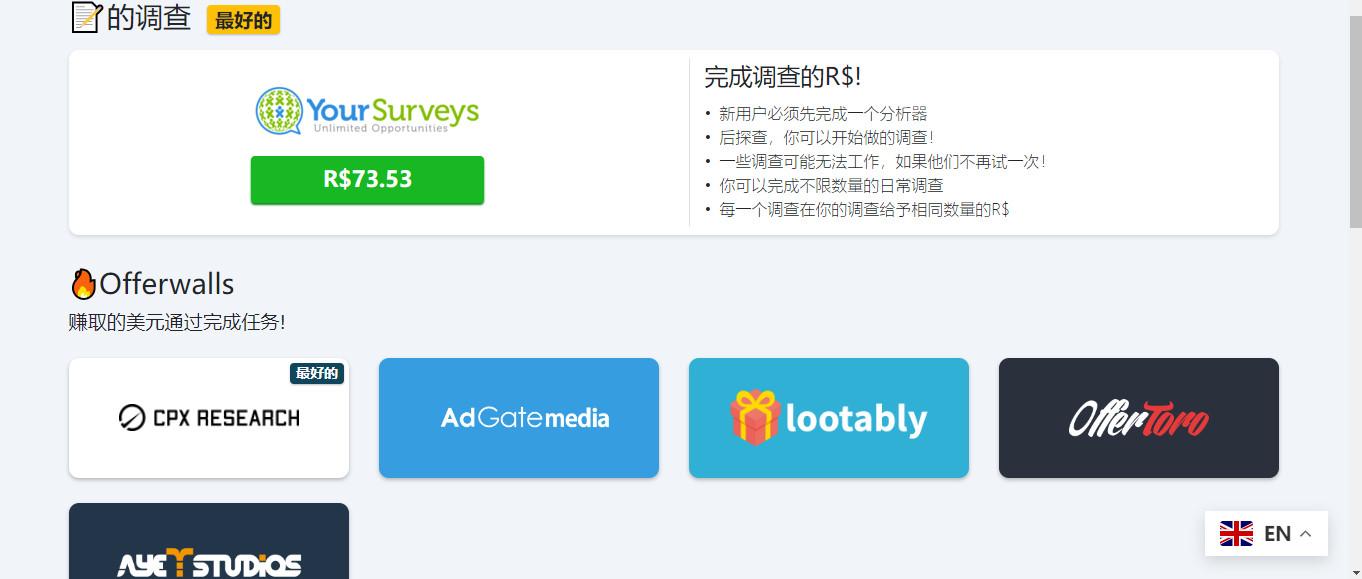 的调查 最好的
YourSurveys
Unlimited Opportunities
R$73.53
完成调查的R$!
• 新用户必须先完成一个分析器
• 后探查，你可以开始做的调查!
• 一些调查可能无法工作，如果他们不再试一次!
• 你可以完成不限数量的日常调查
• 每一个调查在你的调查给予相同数量的R$
Offerwalls
赚取的美元通过完成任务!
最好的
CPX RESEARCH
AdGatemedia
lootably
OfferToro
AYET STUDIOS
EN